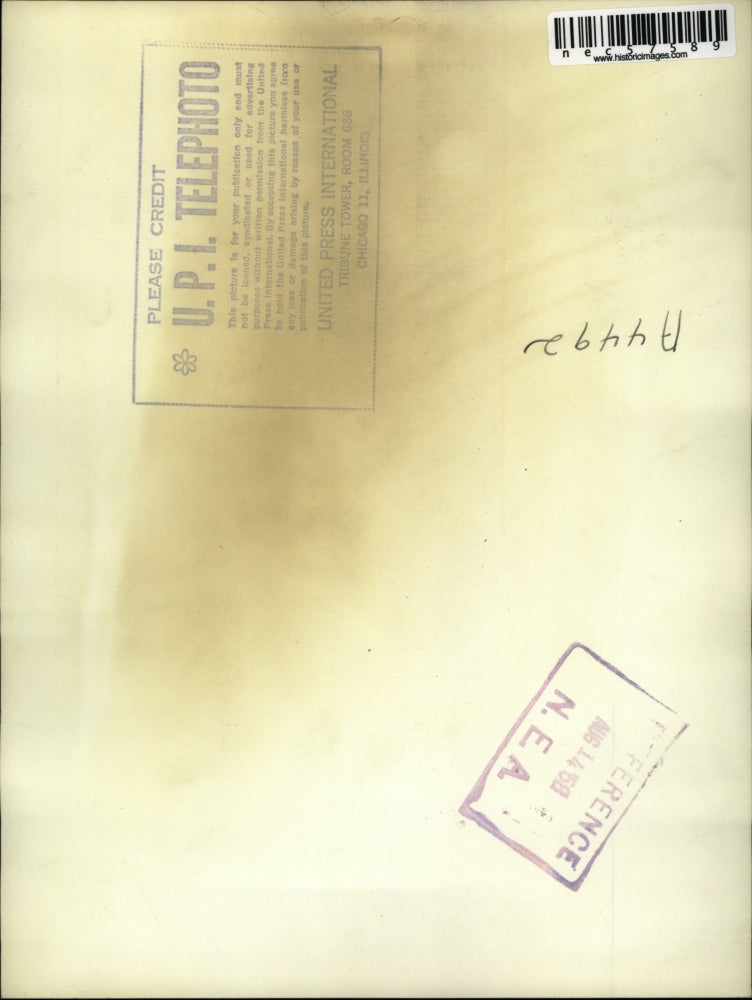 nec57589
www.historicimages.com
PLEASE CREDIT
U.P.I. TELEPHOTO
This picture is for your publication only and must
not be loaned, syndicated or used for advertising
purposes without written permission from the United
Press International. By accepting this picture you agree
to hold the United Press International harmless from
any loss or damage arising by reason of your use or
publication of this picture.
UNITED PRESS INTERNATIONAL
TRIBUNE TOWER, ROOM 636
CHICAGO 11, ILLINOIS
A4492
N.E.A.
AUG 14 58